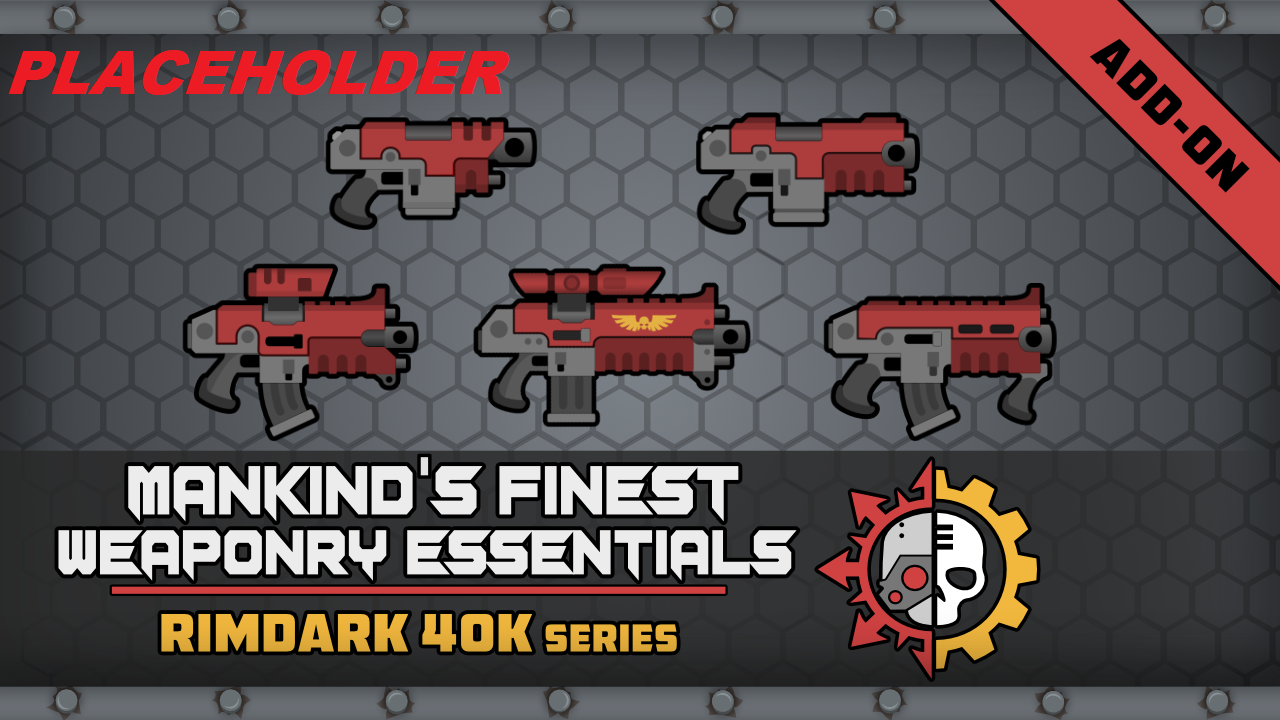 PLACEHOLDER
ADD-ON
MANKIND'S FINEST
WEAPONRY ESSENTIALS
RIMDARK 40K SERIES